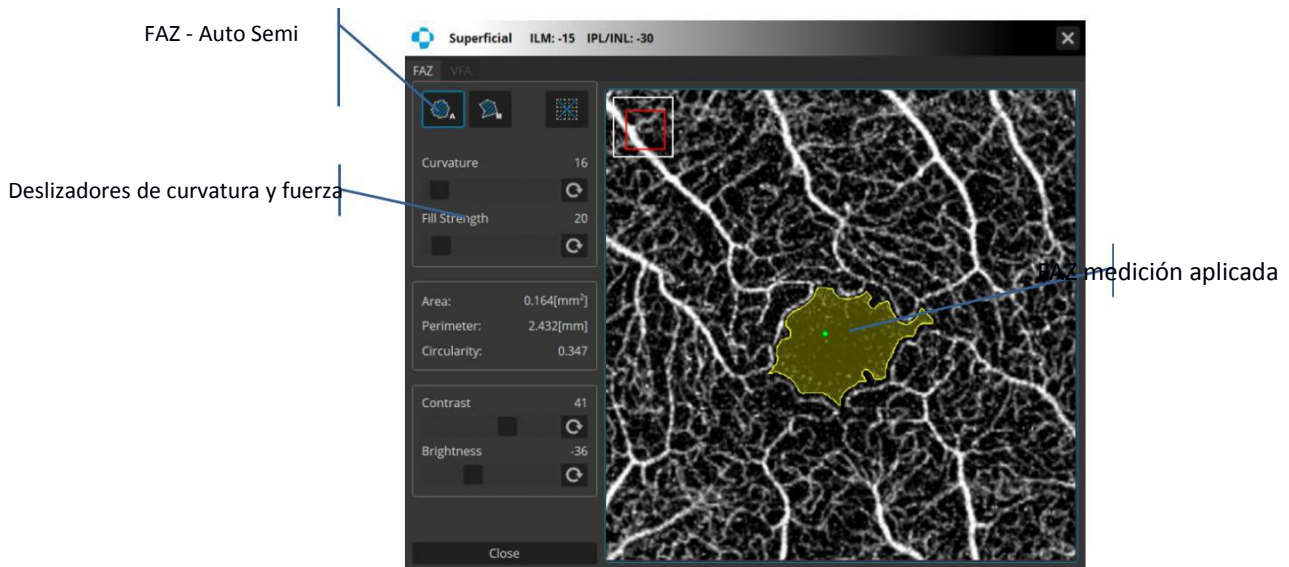 FAZ - Auto Semi
Superficial ILM: -15 IPL/INL: -30
FAZ VFA
A M
Curvature 16
Deslizadores de curvatura y fuerza
Fill Strength 20
FAZ medición aplicada
Area: 0.164[mm²]
Perimeter: 2.432[mm]
Circularity: 0.347
Contrast 41
Brightness -36
Close